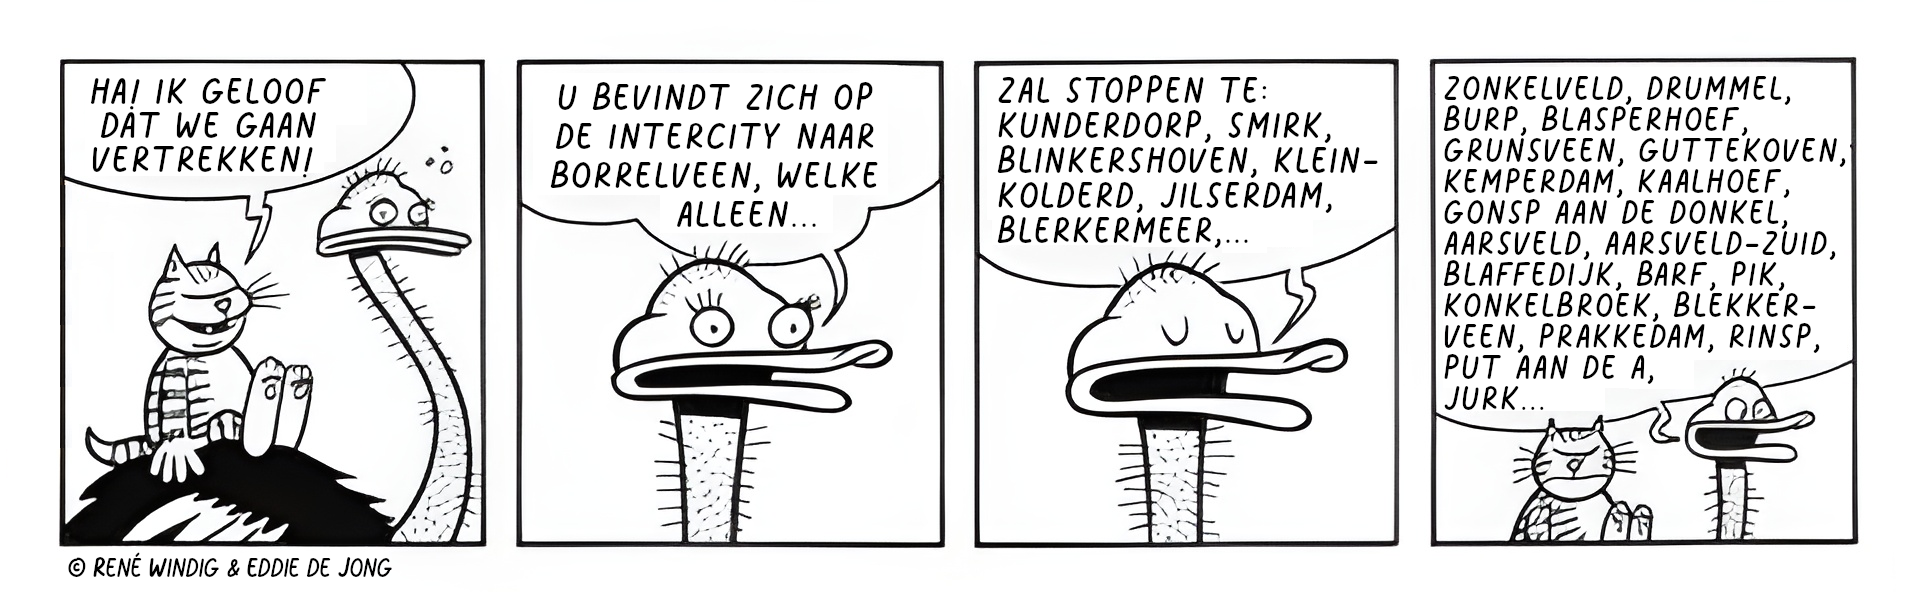 HA! IK GELOOF
DAT WE GAAN
VERTREKKEN!
U BEVINDT ZICH OP
DE INTERCITY NAAR
BORRELVEEN, WELKE
ALLEEN...
ZAL STOPPEN TE:
KUNDERDORP, SMIRK,
BLINKERSHOVEN, KLEIN-
KOLDERD, JILSERDAM,
BLERKERMEER,...
ZONKELVELD, DRUMMEL,
BURP, BLASPERHOEF,
GRUNSVEEN, GUTTEKOVEN,
KEMPERDAM, KAALHOEF,
GONSP AAN DE DONKEL,
AARSVELD, AARSVELD-ZUID,
BLAFFEDIJK, BARF, PIK,
KONKELBROEK, BLEKKER-
VEEN, PRAKKEDAM, RINSP,
PUT AAN DE A,
JURK...
© RENÉ WINDIG & EDDIE DE JONG